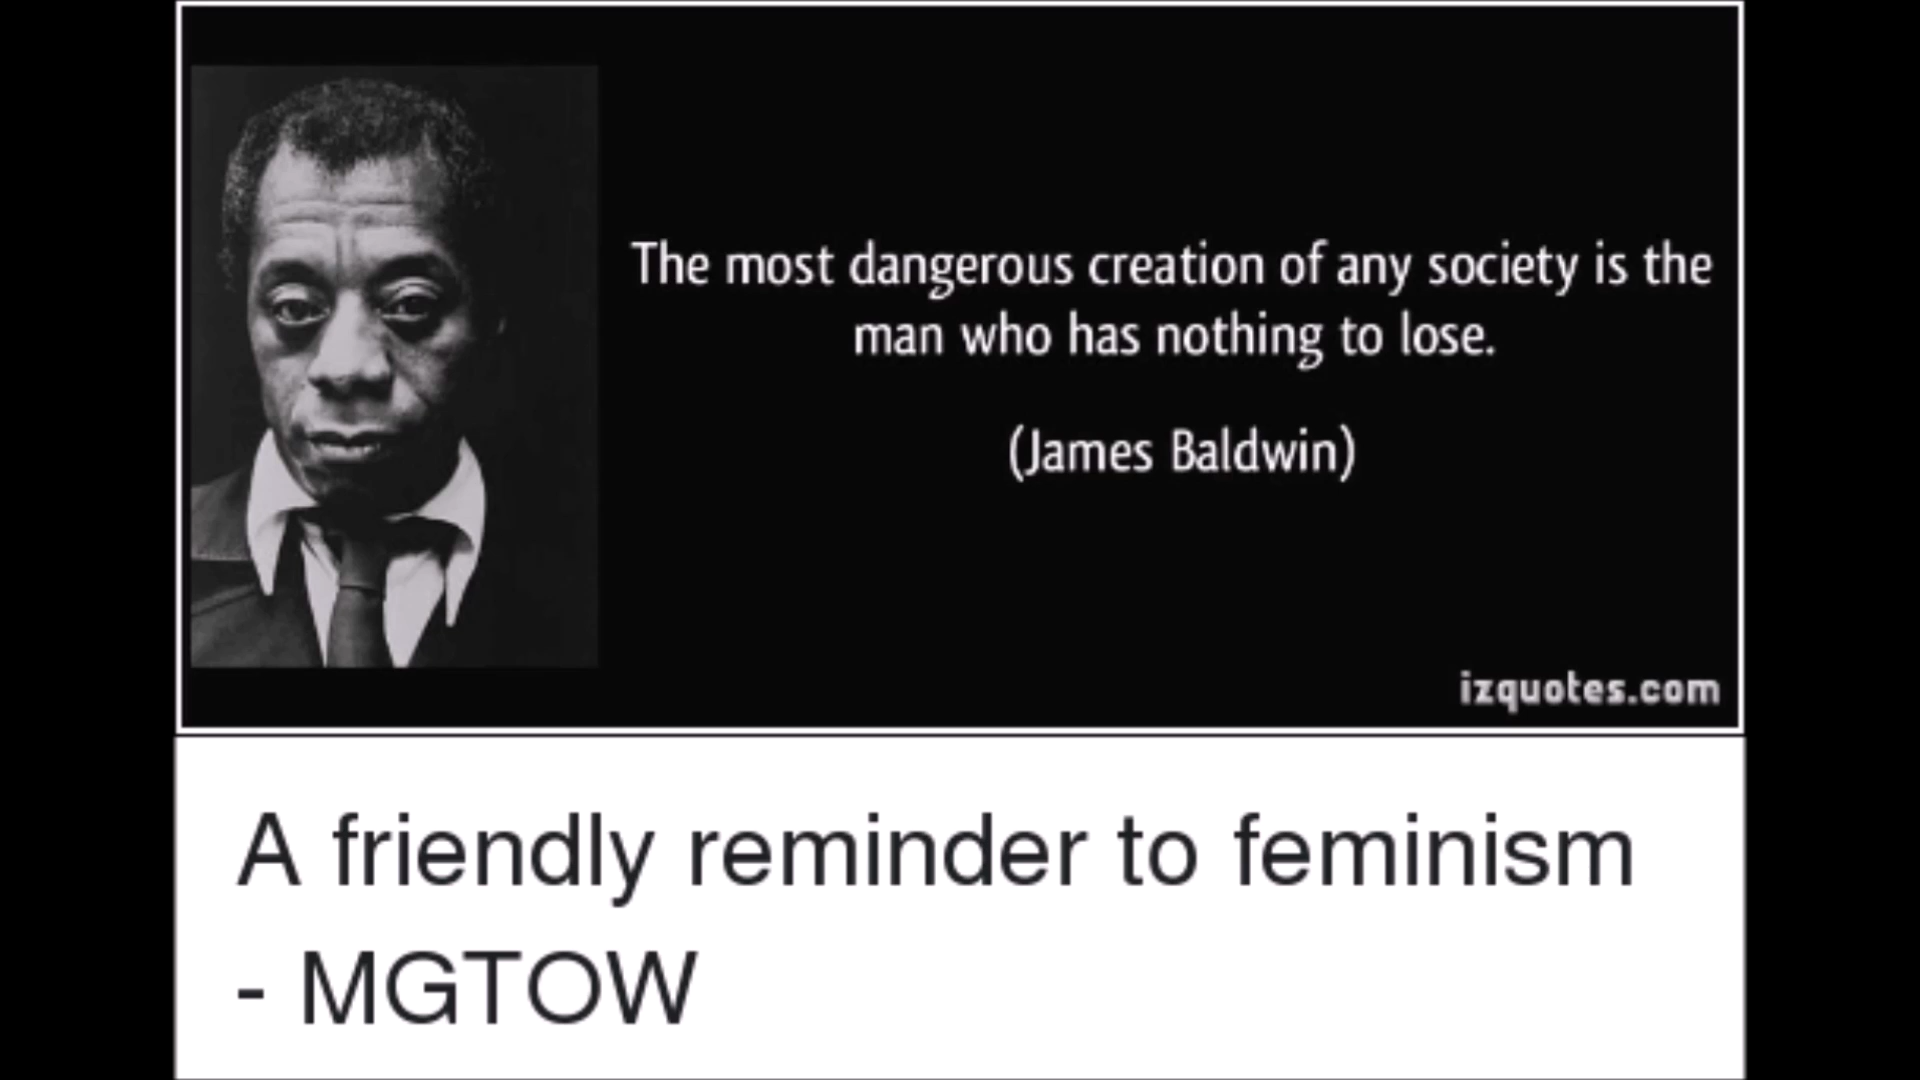 The most dangerous creation of any society is the
man who has nothing to lose.
(James Baldwin)
izquotes.com
A friendly reminder to feminism
- MGTOW